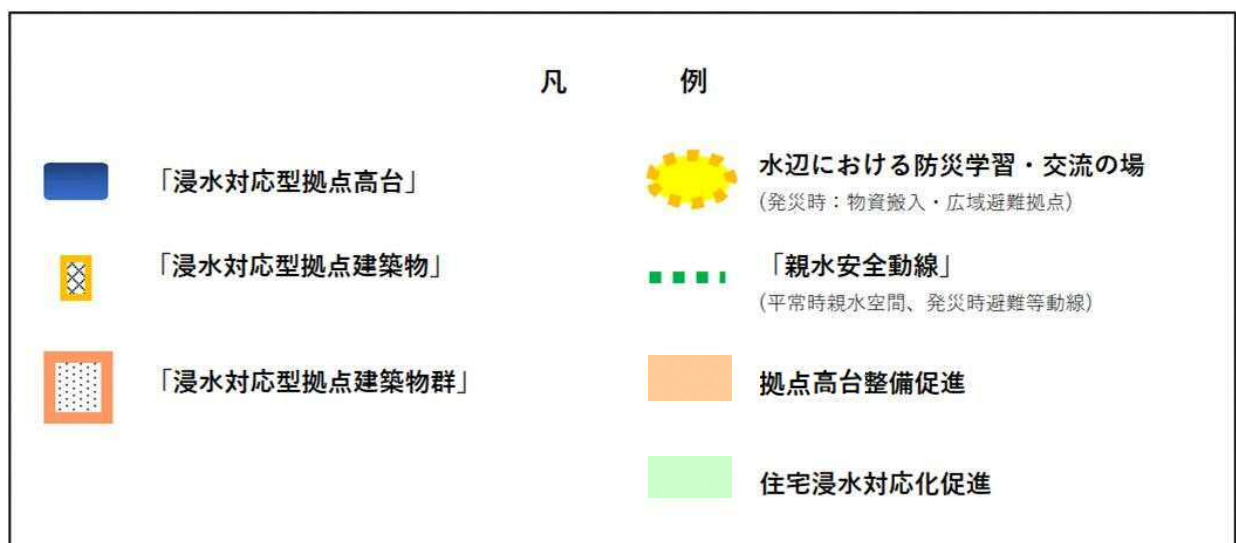 凡 例
「浸水対応型拠点高台」
「浸水対応型拠点建築物」
「浸水対応型拠点建築物群」
水辺における防災学習・交流の場
(発災時：物資搬入・広域避難拠点)
「親水安全動線」
(平常時親水空間、発災時避難等動線)
拠点高台整備促進
住宅浸水対応化促進